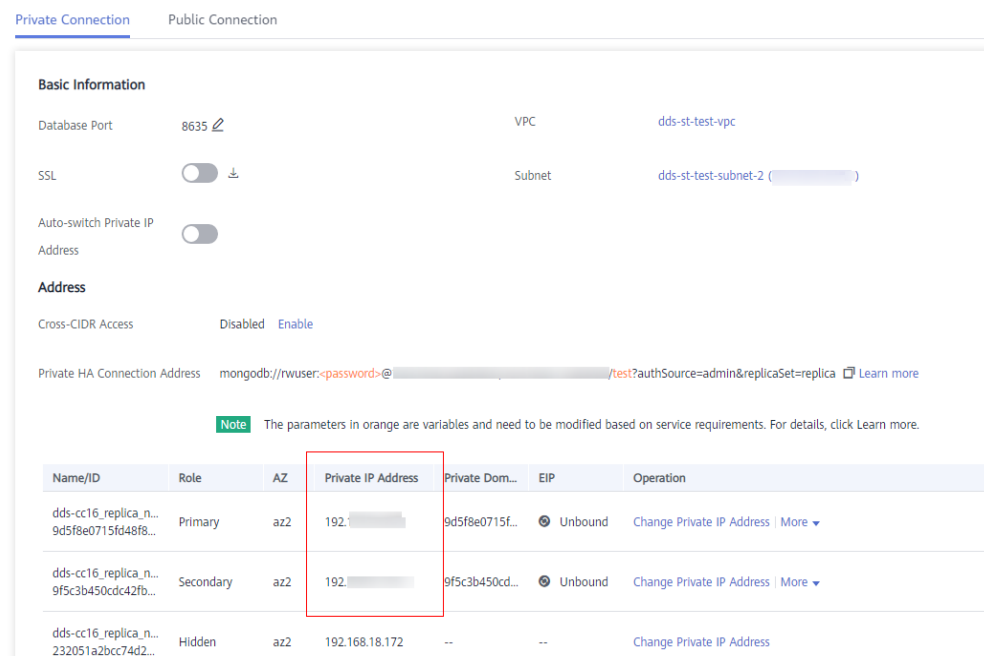 Private Connection Public Connection
Basic Information
Database Port 8635 VPC dds-st-test-vpc
SSL Subnet dds-st-test-subnet-2 ( )
Auto-switch Private IP
Address
Address
Cross-CIDR Access Disabled Enable
Private HA Connection Address mongodb://rwuser:<password>@ /test?authSource=admin&replicaSet=replica Learn more
Note The parameters in orange are variables and need to be modified based on service requirements. For details, click Learn more.
Name/ID Role AZ Private IP Address Private Dom... EIP Operation
dds-cc16_replica_n...
9d5f8e0715fd48f8... Primary az2 192. 9d5f8e0715f... Unbound Change Private IP Address More
dds-cc16_replica_n...
9f5c3b450cdc42fb... Secondary az2 192. 9f5c3b450cd... Unbound Change Private IP Address More
dds-cc16_replica_n...
232051a2bcc74d2... Hidden az2 192.168.18.172 -- -- Change Private IP Address